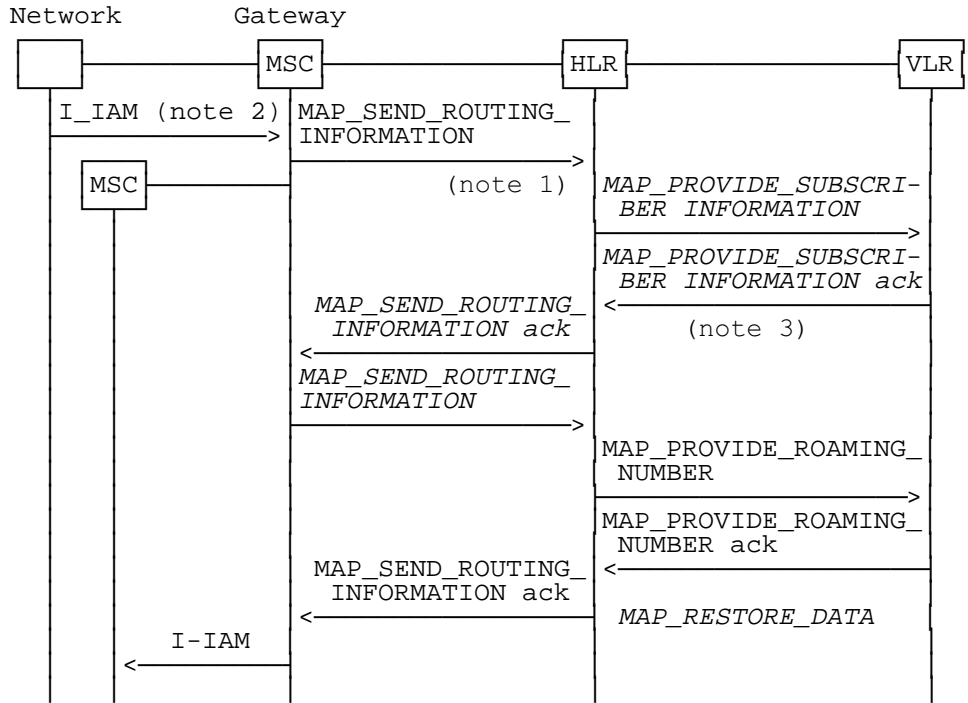 Network Gateway
MSC HLR VLR
I_IAM (note 2) MAP_SEND_ROUTING_
INFORMATION
MSC (note 1) MAP_PROVIDE_SUBSCRI-
BER INFORMATION
MAP_PROVIDE_SUBSCRI-
BER INFORMATION ack
MAP_SEND_ROUTING_
INFORMATION ack (note 3)
MAP_SEND_ROUTING_
INFORMATION
MAP_PROVIDE_ROAMING_
NUMBER
MAP_PROVIDE_ROAMING_
NUMBER ack
MAP_SEND_ROUTING_
INFORMATION ack
MAP_RESTORE_DATA
I-IAM